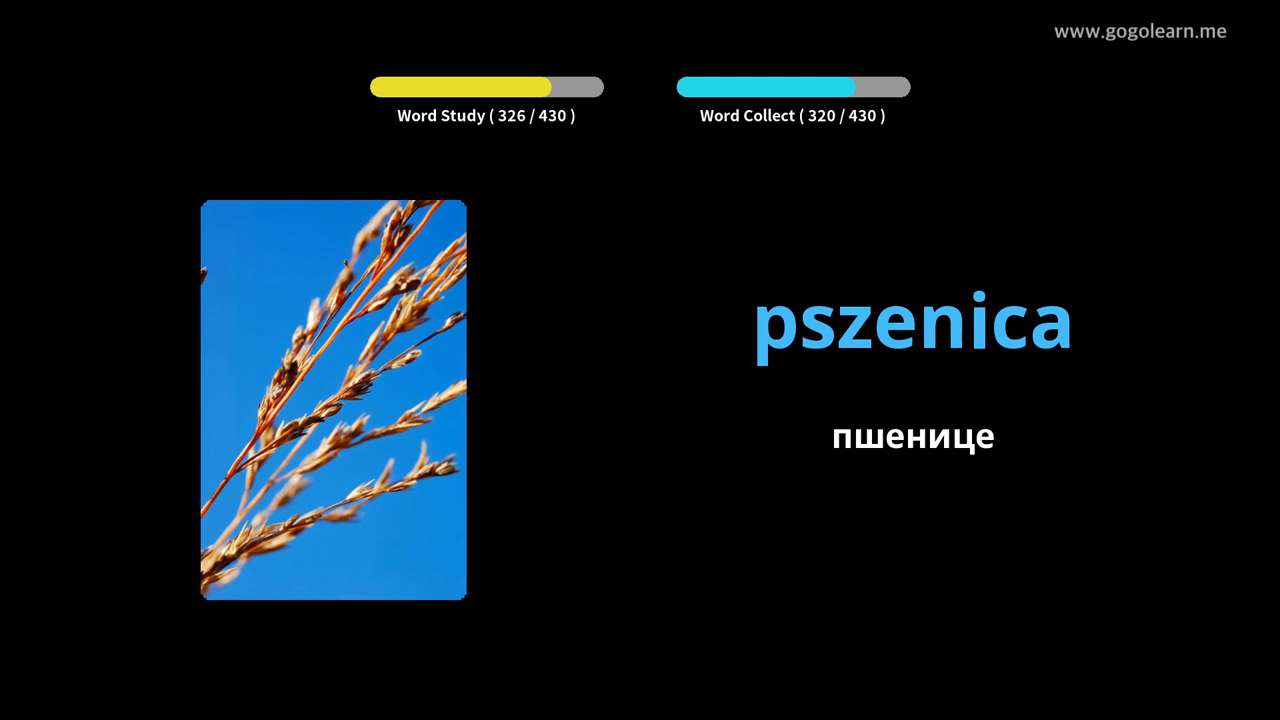 www.gogolearn.me
Word Study ( 326 / 430 )
Word Collect ( 320 / 430 )
pszenica
пшенице